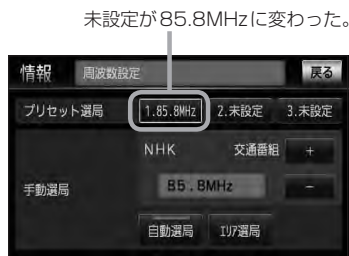 未設定が85.8MHzに変わった。
情報 周波数設定 戻る
プリセット選局 1.85.8MHz 2.未設定 3.未設定
NHK 交通番組 +
手動選局 85.8MHz -
自動選局 エリア選局